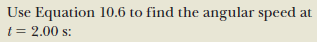 Use Equation 10.6 to find the angular speed at
t = 2.00 s: